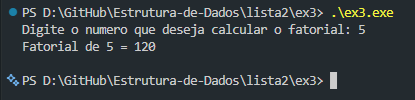 PS D:\GitHub\Estrutura-de-Dados\lista2\ex3> .\ex3.exe
Digite o numero que deseja calcular o fatorial: 5
Fatorial de 5 = 120
PS D:\GitHub\Estrutura-de-Dados\lista2\ex3>